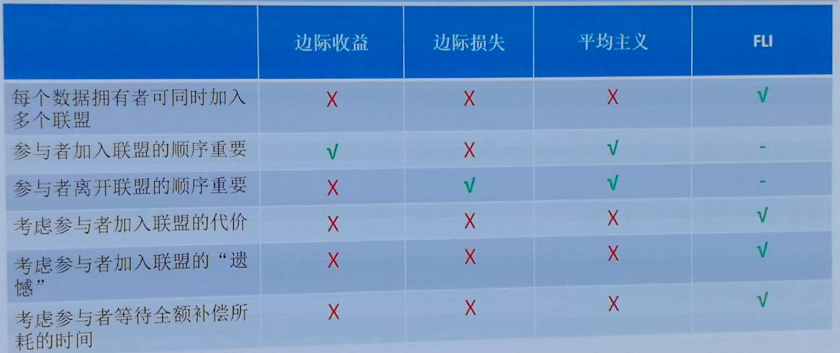 边际收益 边际损失 平均主义 FLI
每个数据拥有者可同时加入 X X X √
多个联盟
参与者加入联盟的顺序重要 √ X √ -
参与者离开联盟的顺序重要 X √ √ -
考虑参与者加入联盟的代价 X X X √
考虑参与者加入联盟的“遗 X X X √
憾”
考虑参与者等待全额补偿所 X X X √
耗的时间